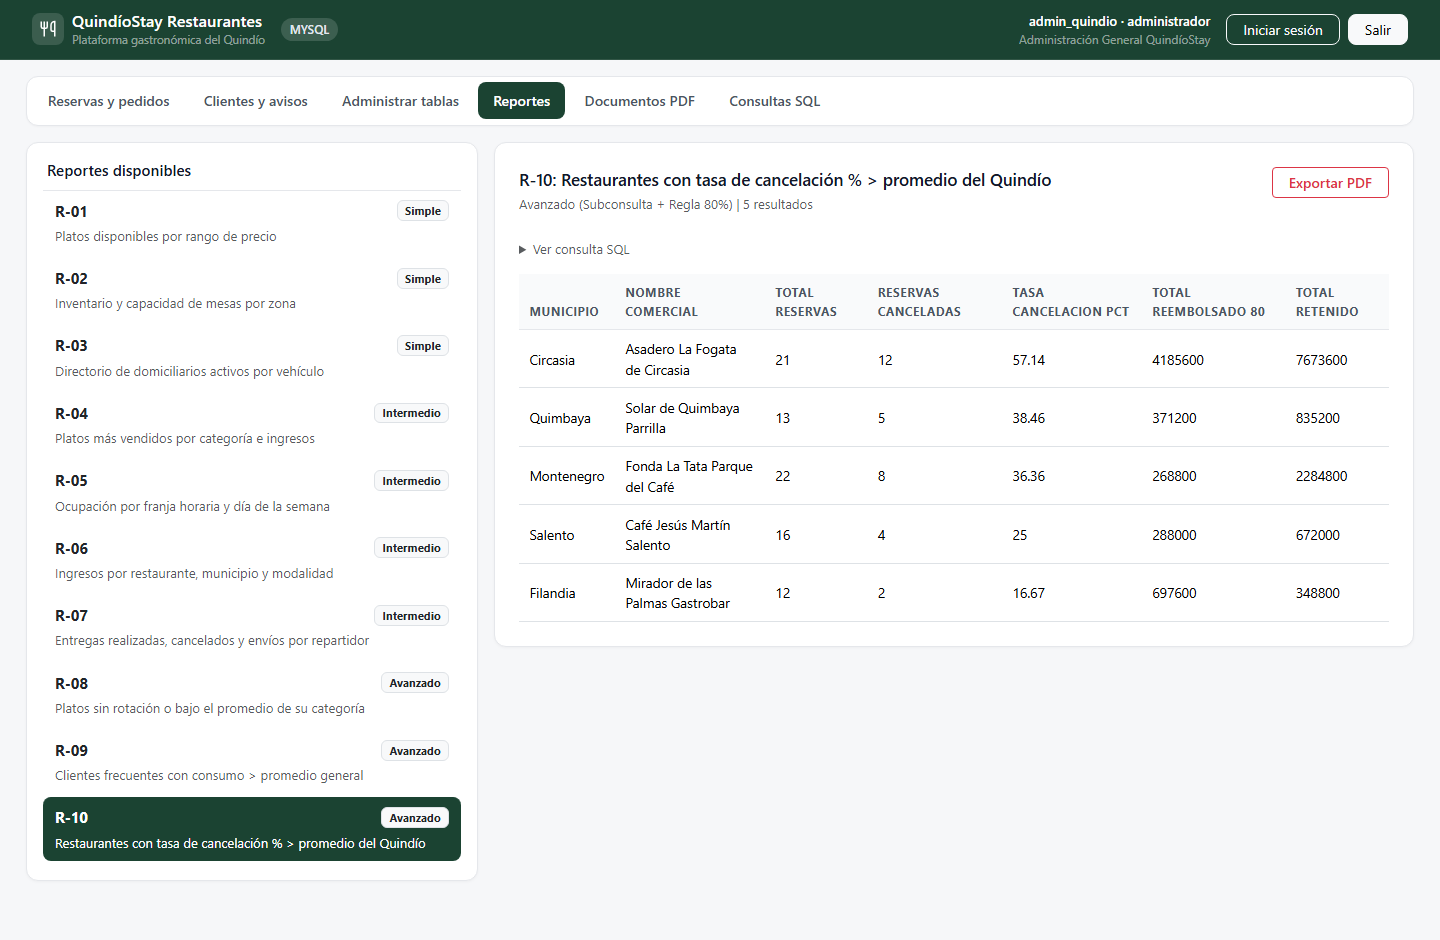 QuindíoStay Restaurantes
Plataforma gastronómica del Quindío
MYSQL
admin_quindio · administrador
Administración General QuindíoStay
Iniciar sesión
Salir
Reservas y pedidos
Clientes y avisos
Administrar tablas
Reportes
Documentos PDF
Consultas SQL
Reportes disponibles
R-01 Simple
Platos disponibles por rango de precio
R-02 Simple
Inventario y capacidad de mesas por zona
R-03 Simple
Directorio de domiciliarios activos por vehículo
R-04 Intermedio
Platos más vendidos por categoría e ingresos
R-05 Intermedio
Ocupación por franja horaria y día de la semana
R-06 Intermedio
Ingresos por restaurante, municipio y modalidad
R-07 Intermedio
Entregas realizadas, cancelados y envíos por repartidor
R-08 Avanzado
Platos sin rotación o bajo el promedio de su categoría
R-09 Avanzado
Clientes frecuentes con consumo > promedio general
R-10 Avanzado
Restaurantes con tasa de cancelación % > promedio del Quindío
R-10: Restaurantes con tasa de cancelación % > promedio del Quindío
Avanzado (Subconsulta + Regla 80%) | 5 resultados
Exportar PDF
Ver consulta SQL
MUNICIPIO
NOMBRE
COMERCIAL
TOTAL
RESERVAS
RESERVAS
CANCELADAS
TASA
CANCELACION PCT
TOTAL
REEMBOLSADO 80
TOTAL
RETENIDO
Circasia
Asadero La Fogata
de Circasia
21
12
57.14
4185600
7673600
Quimbaya
Solar de Quimbaya
Parrilla
13
5
38.46
371200
835200
Montenegro
Fonda La Tata Parque
del Café
22
8
36.36
268800
2284800
Salento
Café Jesús Martín
Salento
16
4
25
288000
672000
Filandia
Mirador de las
Palmas Gastrobar
12
2
16.67
697600
348800